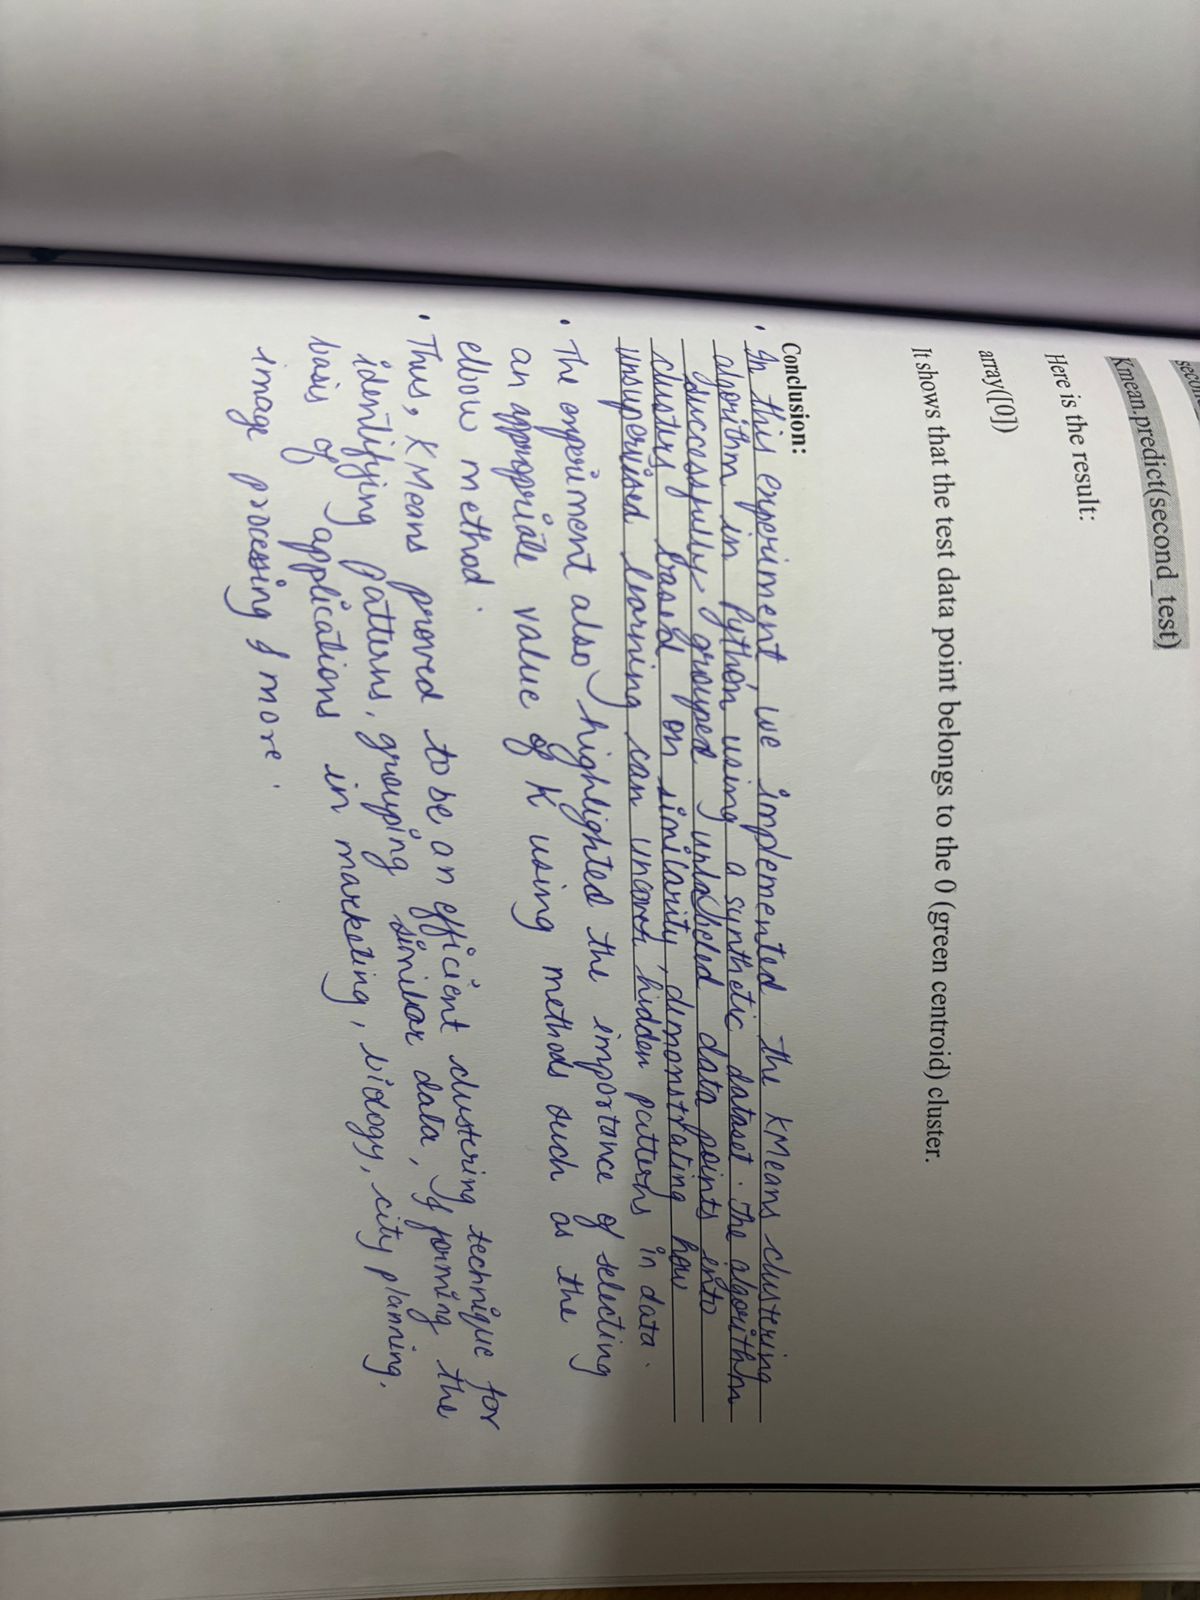 Kmean.predict(second_test)
Here is the result:
array([0])
It shows that the test data point belongs to the 0 (green centroid) cluster.
Conclusion:
• In this experiment, we implemented the KMeans clustering
algorithm in Python using a synthetic dataset. The algorithm
successfully grouped unlabeled data points into
clusters based on similarity, demonstrating how
unsupervised learning can uncover hidden patterns in data.
• The experiment also highlighted the importance of selecting
an appropriate value of K using methods such as the
elbow method.
• Thus, KMeans proved to be an efficient clustering technique for
identifying patterns, grouping similar data, & forming the
basis of applications in marketing, biology, city planning,
image processing & more.